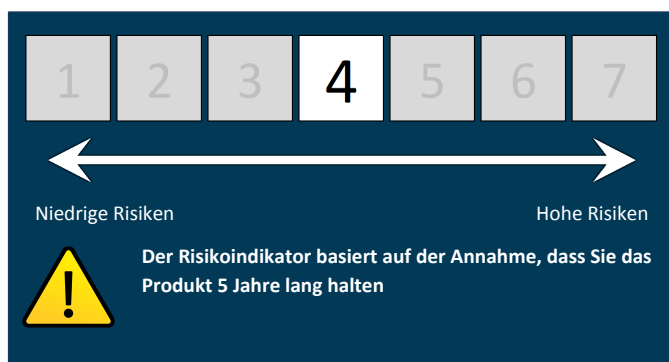 1 2 3 4 5 6 7
Niedrige Risiken Hohe Risiken
Der Risikoindikator basiert auf der Annahme, dass Sie das
Produkt 5 Jahre lang halten